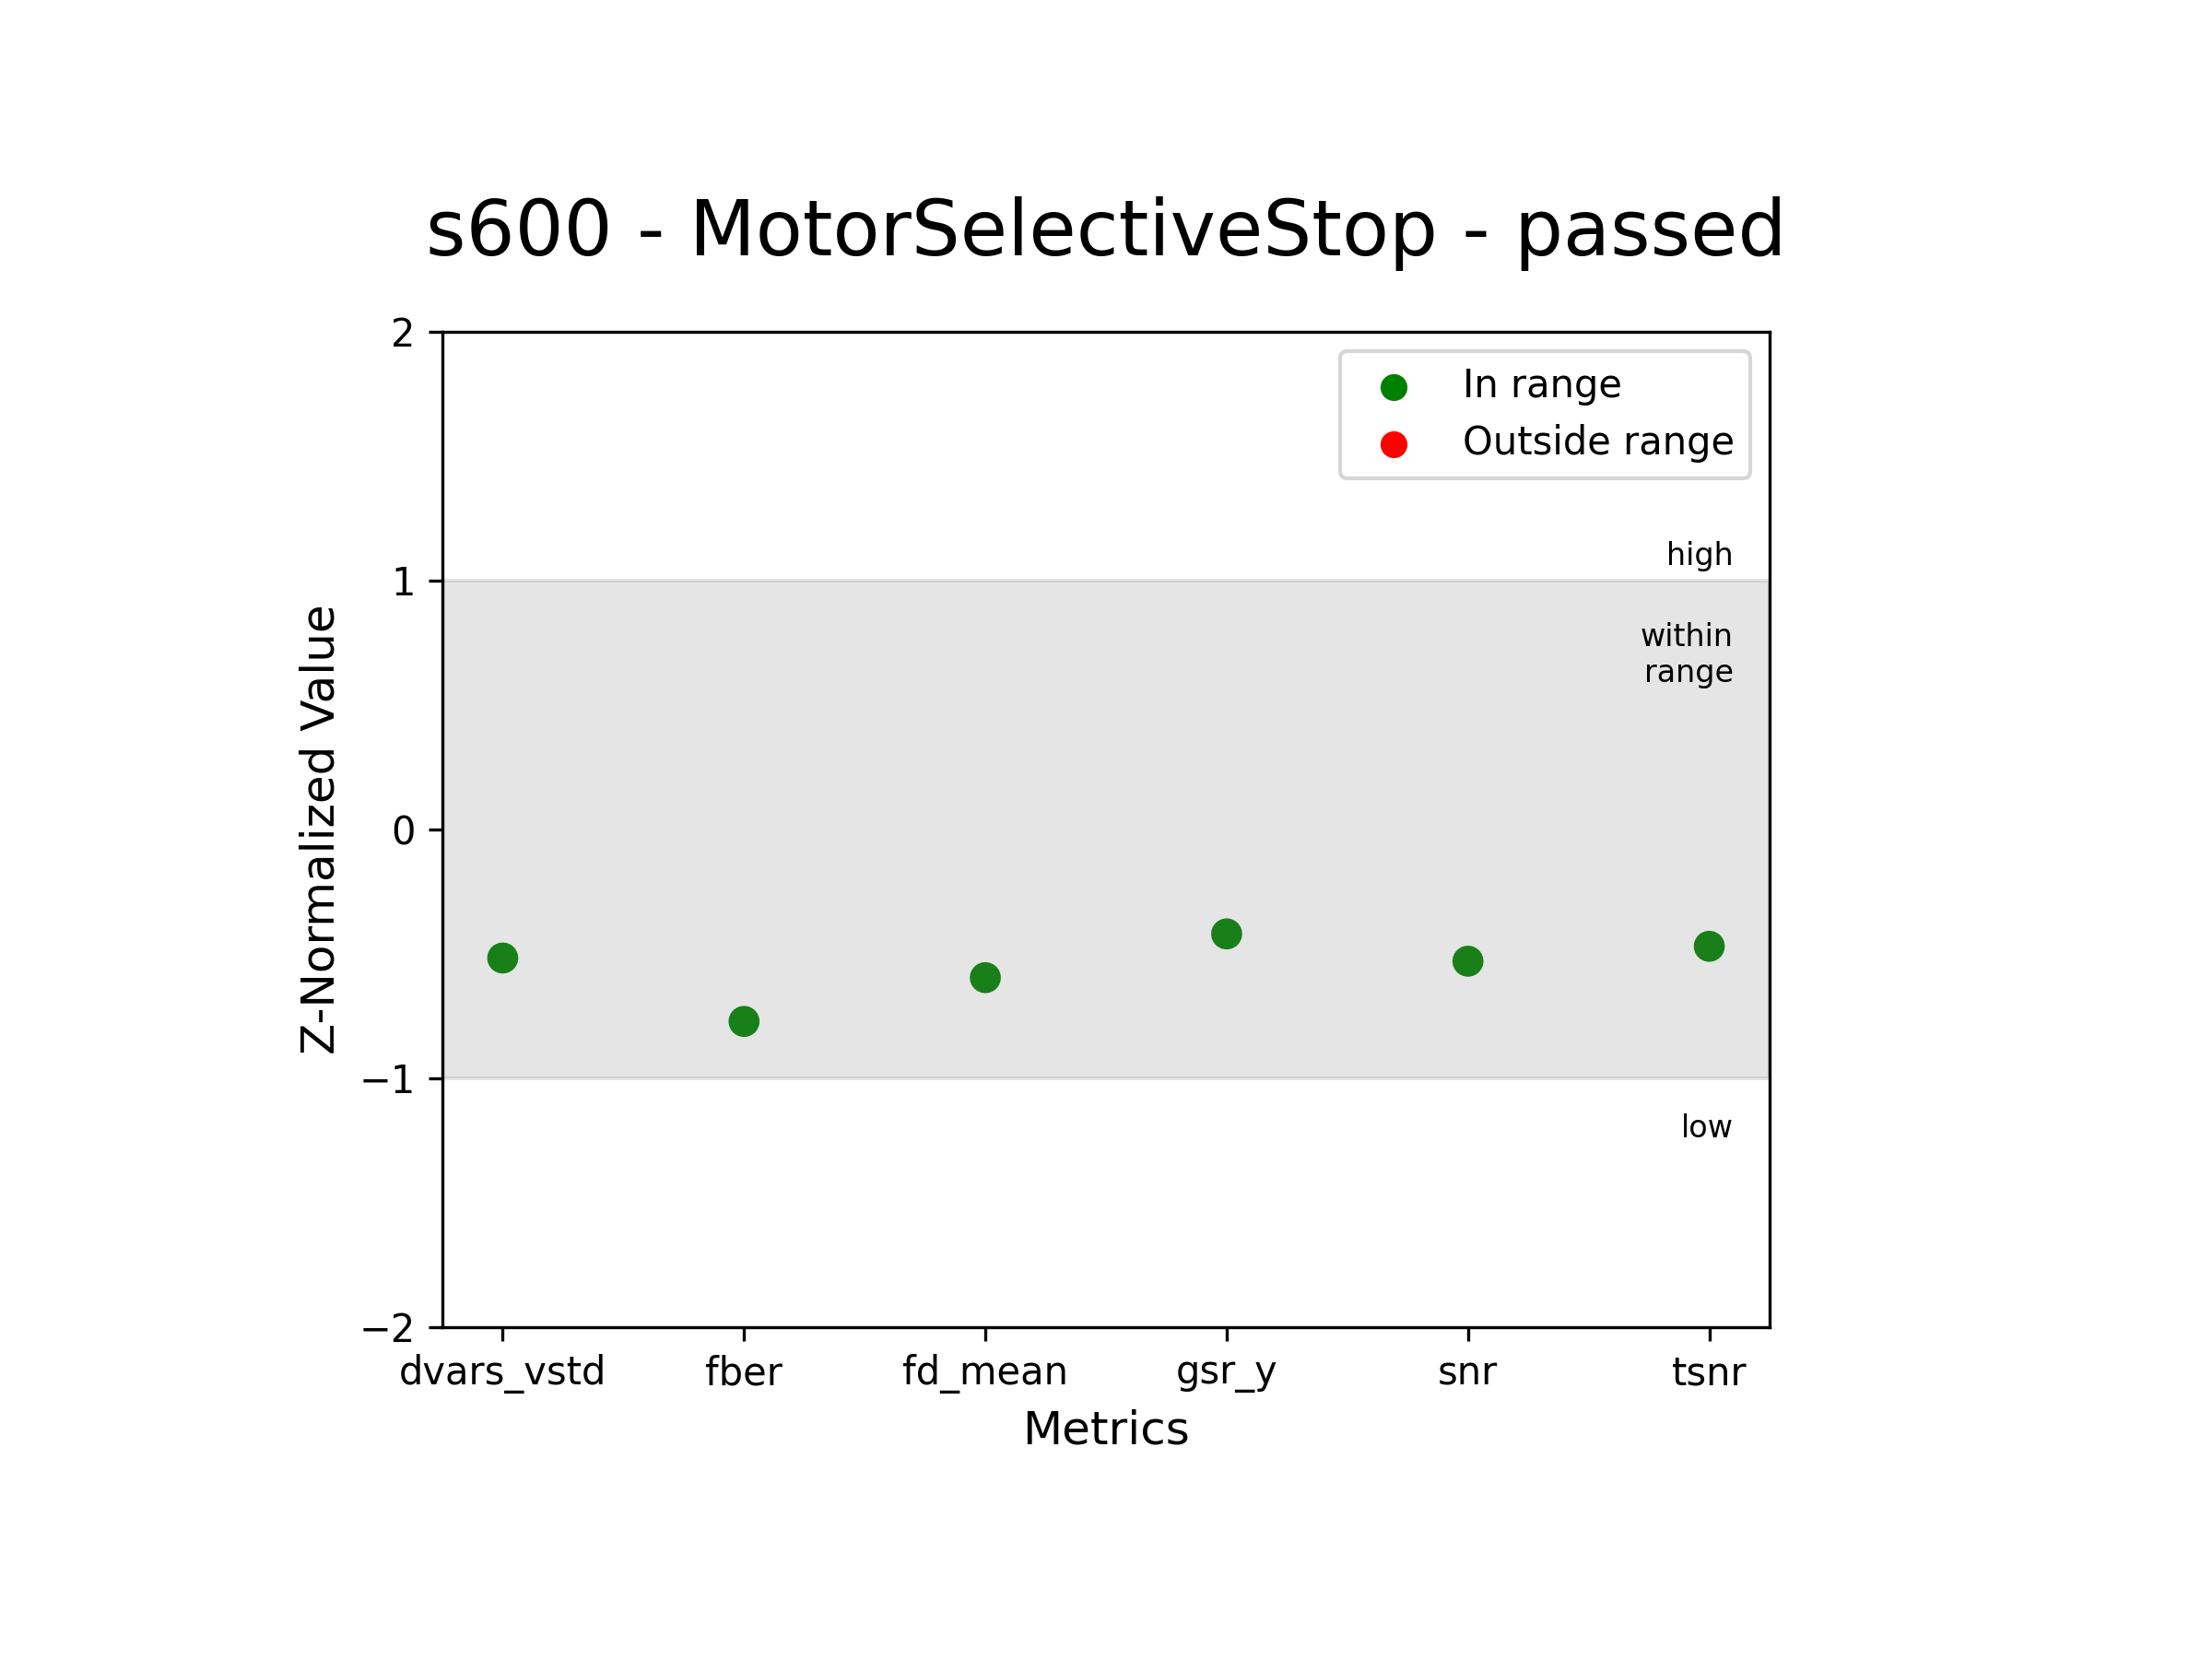 s600 - MotorSelectiveStop - passed
2
In range
Outside range
high
1
within
range
Z-Normalized Value
0
−1
low
−2
dvars_vstd fber fd_mean gsr_y snr tsnr
Metrics